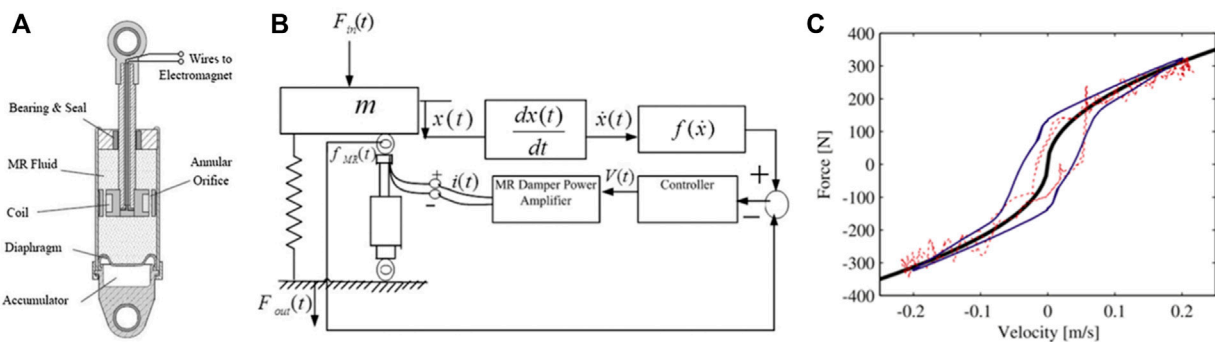 A
Wires to
Electromagnet
Bearing & Seal
MR Fluid
Annular
Orifice
Coil
Diaphragm
Accumulator
B
F_in(t)
m
x(t)
dx(t)
dt
ẋ(t)
f(ẋ)
f_MR(t)
+
i(t)
-
MR Damper Power
Amplifier
V(t)
Controller
+
−
F_out(t)
C
Force [N]
400
300
200
100
0
-100
-200
-300
-400
-0.2
-0.1
0
0.1
0.2
Velocity [m/s]